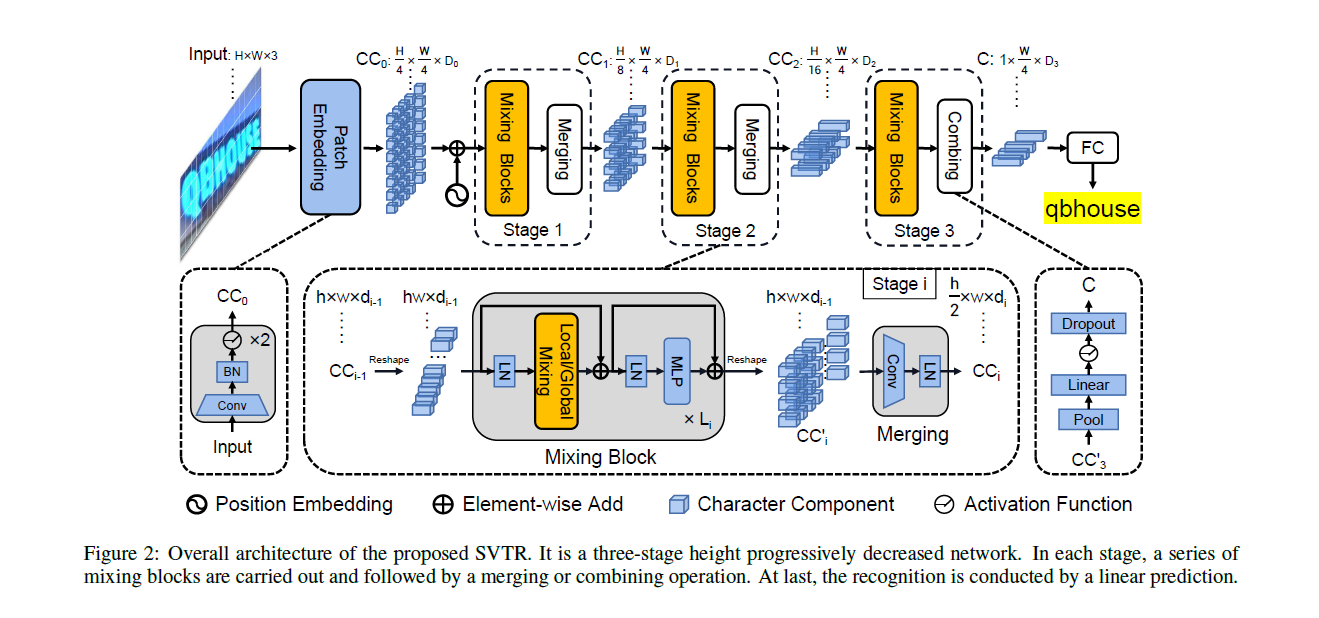 Input: H×W×3
CC₀: H/4 × W/4 × D₀
CC₁: H/8 × W/4 × D₁
CC₂: H/16 × W/4 × D₂
C: 1× W/4 × D₃
QBHOUSE
Patch Embedding
Mixing Blocks
Merging
Stage 1
Mixing Blocks
Merging
Stage 2
Mixing Blocks
Combing
Stage 3
FC
qbhouse
CC₀
×2
BN
Conv
Input
h×w×dᵢ₋₁
hw×dᵢ₋₁
CCᵢ₋₁
Reshape
LN
Local/Global Mixing
LN
MLP
× Lᵢ
Mixing Block
Reshape
h×w×dᵢ₋₁
CC'ᵢ
Stage i
h/2 ×w×dᵢ
Conv
LN
CCᵢ
Merging
C
Dropout
Linear
Pool
CC'₃
Position Embedding
Element-wise Add
Character Component
Activation Function
Figure 2: Overall architecture of the proposed SVTR. It is a three-stage height progressively decreased network. In each stage, a series of
mixing blocks are carried out and followed by a merging or combining operation. At last, the recognition is conducted by a linear prediction.